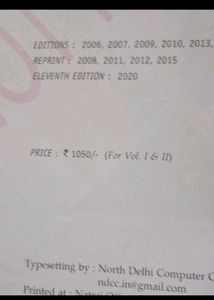 EDITIONS : 2006, 2007, 2009, 2010, 2013,
REPRINT : 2008, 2011, 2012, 2015
ELEVENTH EDITION : 2020
PRICE : ₹ 1050/- (For Vol. I & II)
Typesetting by : North Delhi Computer C
ndcc.in@gmail.com
Printed at :